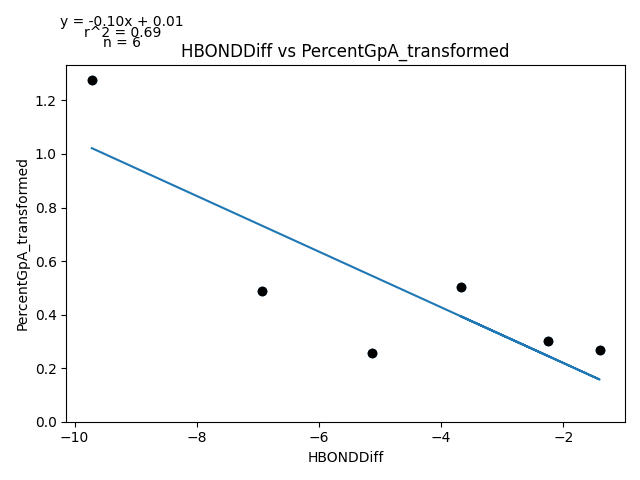 y = -0.10x + 0.01
r^2 = 0.69
n = 6
HBONDDiff vs PercentGpA_transformed
PercentGpA_transformed
1.2
1.0
0.8
0.6
0.4
0.2
0.0
−10
−8
−6
−4
−2
HBONDDiff